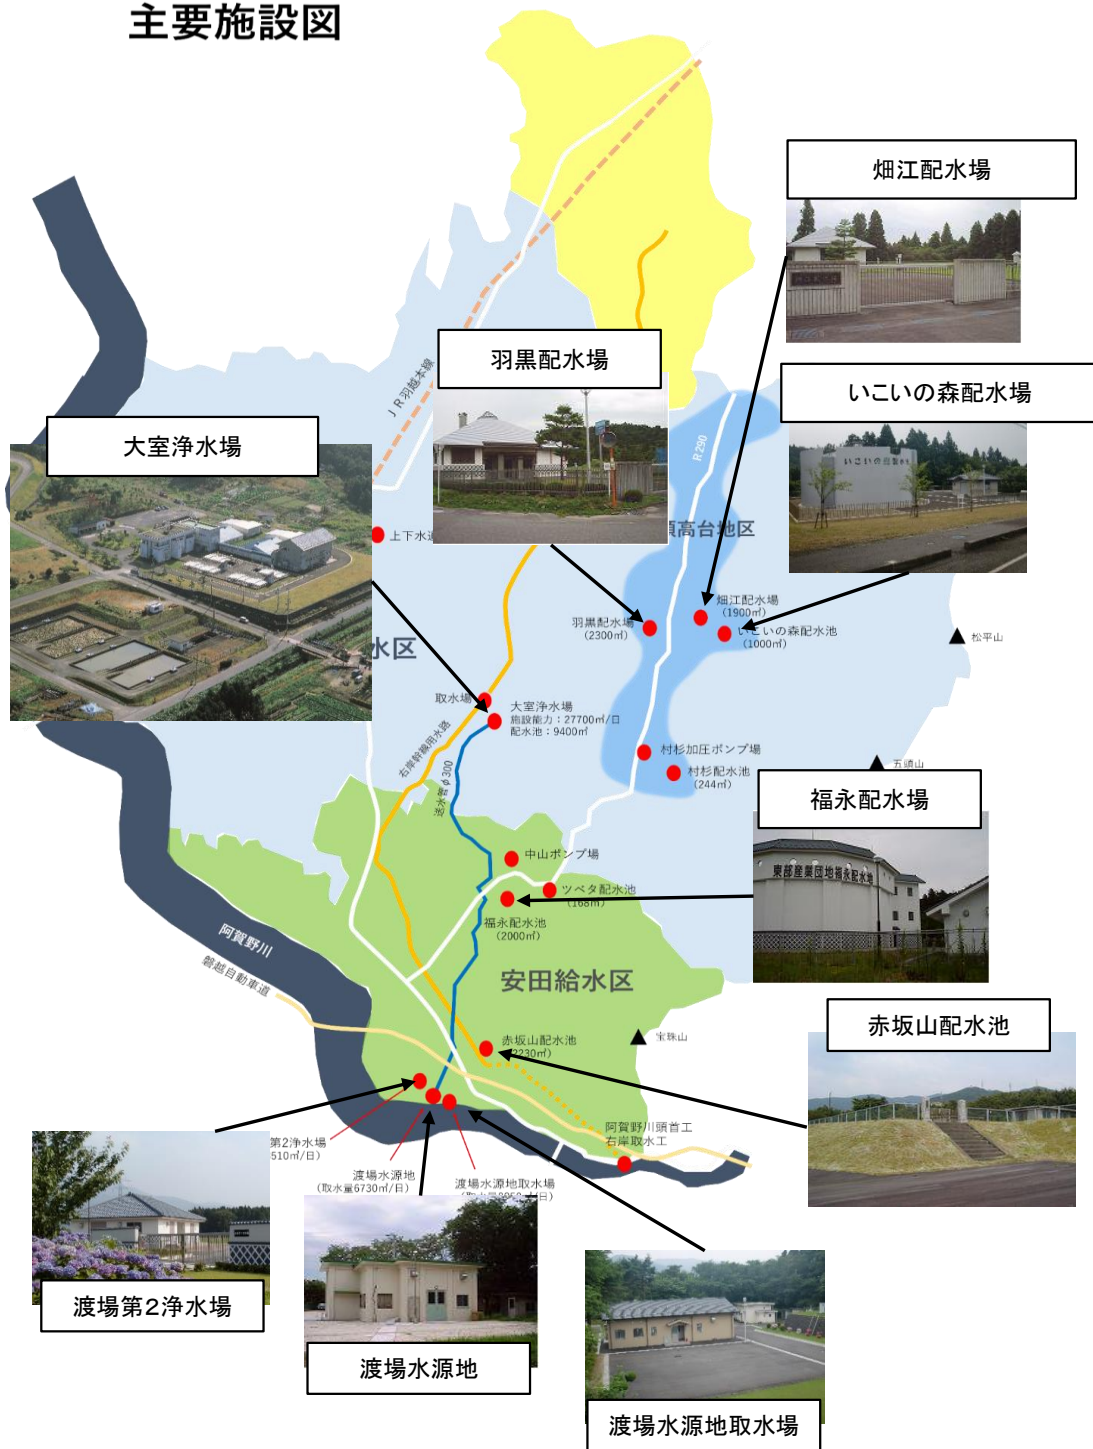 主要施設図
畑江配水場
羽黒配水場
いこいの森配水場
いこいの森配水池
大室浄水場
JR羽越本線
R290
上下水道
頭高台地区
水区
畑江配水場
(1900㎥)
羽黒配水場
(2300㎥)
いこいの森配水池
(1000㎥)
松平山
取水場
大室浄水場
施設能力：27700㎥/日
配水池：9400㎥
右岸幹線用水路
送水管φ300
村杉加圧ポンプ場
村杉配水池
(244㎥)
五頭山
福永配水場
東部産業団地福永配水池
中山ポンプ場
ツベタ配水池
(168㎥)
福永配水池
(2000㎥)
阿賀野川
磐越自動車道
安田給水区
赤坂山配水池
赤坂山配水池
2230㎥)
宝珠山
阿賀野川頭首工
右岸取水工
第2浄水場
510㎥/日)
渡場水源地
(取水量6730㎥/日)
渡場水源地取水場
渡場第2浄水場
渡場水源地
渡場水源地取水場